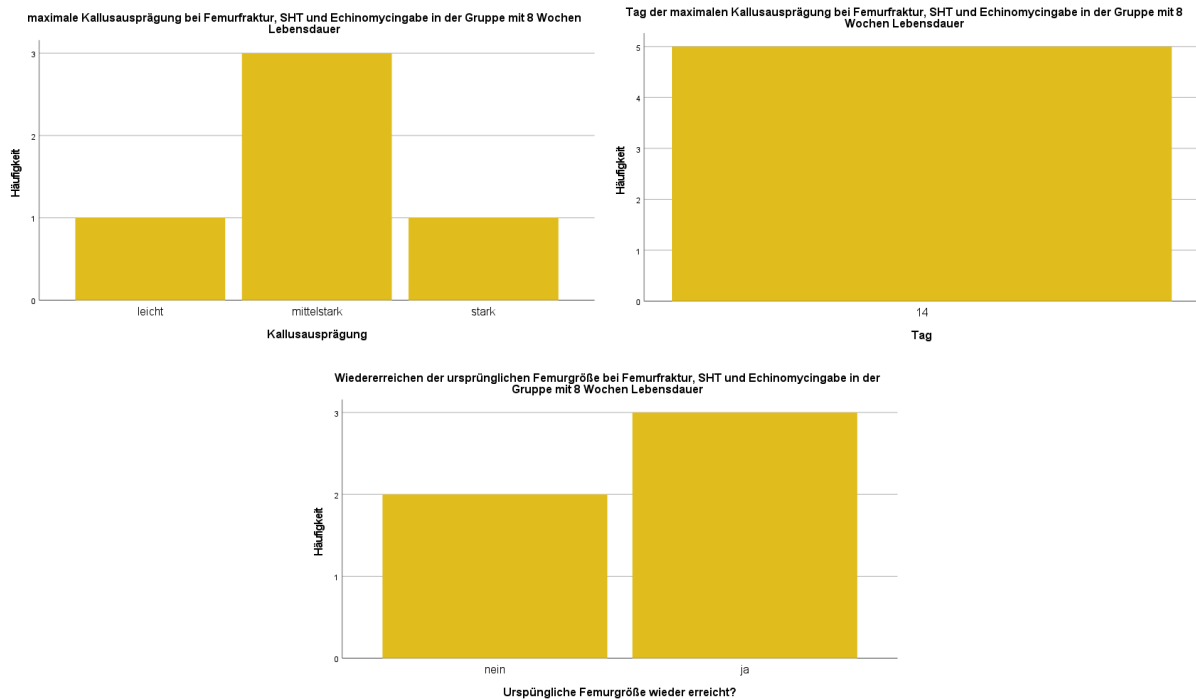 maximale Kallusausprägung bei Femurfraktur, SHT und Echinomycingabe in der Gruppe mit 8 Wochen
Lebensdauer
3
2
1
0
Häufigkeit
leicht
mittelstark
stark
Kallusausprägung
Tag der maximalen Kallusausprägung bei Femurfraktur, SHT und Echinomycingabe in der Gruppe mit 8
Wochen Lebensdauer
5
4
3
2
1
0
Häufigkeit
14
Tag
Wiedererreichen der ursprünglichen Femurgröße bei Femurfraktur, SHT und Echinomycingabe in der
Gruppe mit 8 Wochen Lebensdauer
3
2
1
0
Häufigkeit
nein
ja
Urspüngliche Femurgröße wieder erreicht?